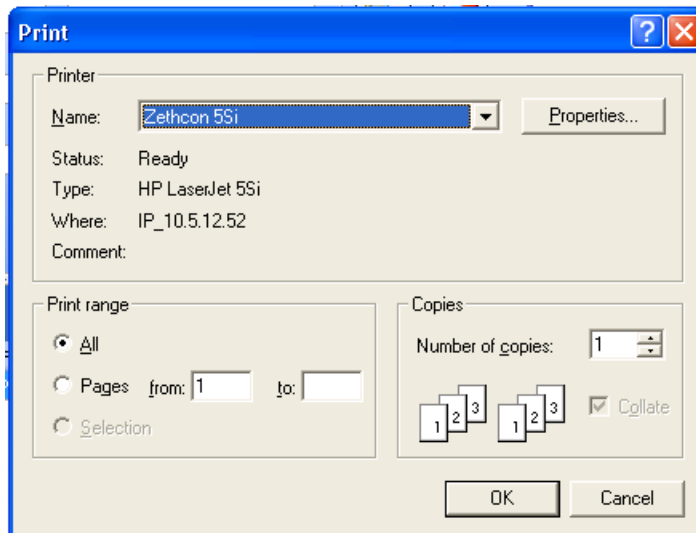 Print
Printer
Name: Zethcon 5Si Properties...
Status: Ready
Type: HP LaserJet 5Si
Where: IP_10.5.12.52
Comment:
Print range
All
Pages from: 1 to:
Selection
Copies
Number of copies: 1
1 2 3 1 2 3 Collate
OK Cancel